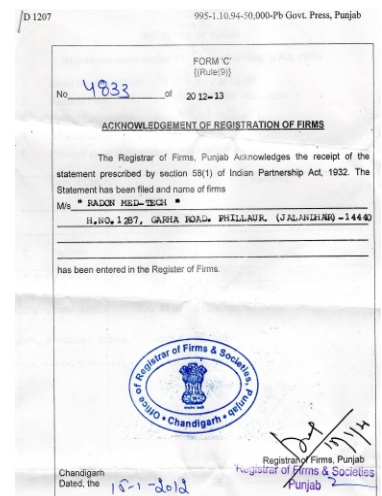 D 1207 995-1.10.94-50,000-Pb Govt. Press, Punjab
FORM 'C'
{(Rule(9)}
No 4833 of 2012-13
ACKNOWLEDGEMENT OF REGISTRATION OF FIRMS
The Registrar of Firms, Punjab Acknowledges the receipt of the
statement prescribed by section 58(1) of Indian Partnership Act, 1932. The
Statement has been filed and name of firms
M/s " RADON MED-TECH "
H.NO.1287, GARHA ROAD. PHILLAUR. (JALANDHAR)-14440
has been entered in the Register of Firms.
Office of Registrar of Firms & Societies, Punjab
Chandigarh
Registrar of Firms, Punjab
Registrar of Firms & Societies
Punjab
Chandigarh
Dated, the